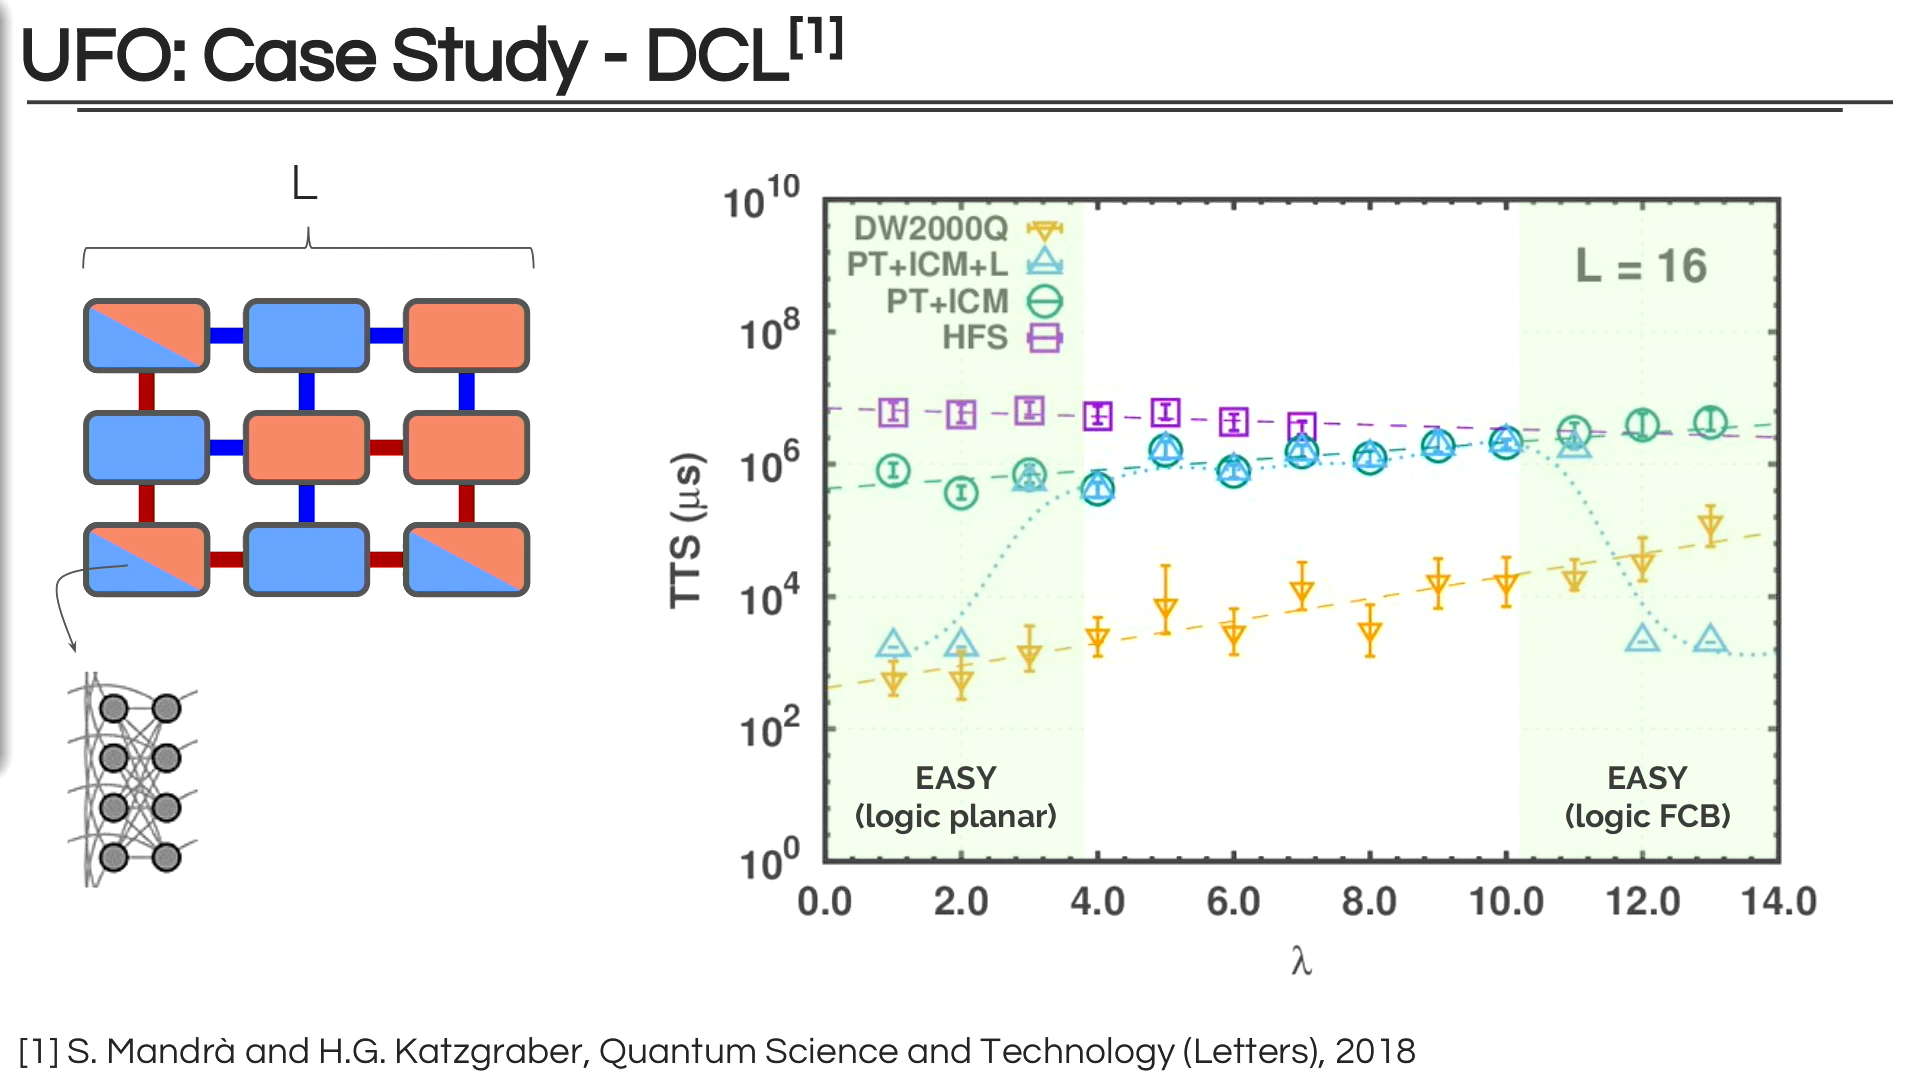 UFO: Case Study - DCL[1]
L
10^10
10^8
10^6
10^4
10^2
10^0
TTS (μs)
DW2000Q
PT+ICM+L
PT+ICM
HFS
L = 16
EASY
(logic planar)
EASY
(logic FCB)
0.0 2.0 4.0 6.0 8.0 10.0 12.0 14.0
λ
[1] S. Mandrà and H.G. Katzgraber, Quantum Science and Technology (Letters), 2018